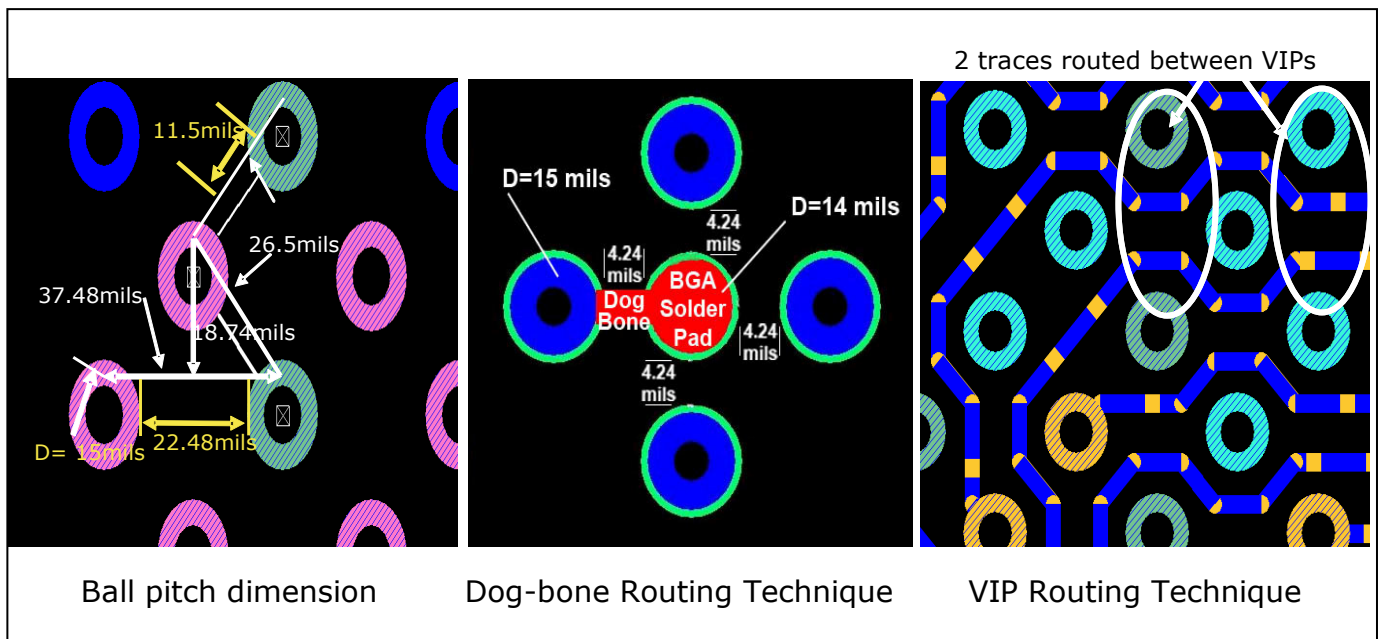 2 traces routed between VIPs
11.5mils
26.5mils
37.48mils
18.74mils
D= 15mils
22.48mils
D=15 mils
D=14 mils
4.24
mils
4.24
mils
Dog
Bone
BGA
Solder
Pad
4.24
mils
4.24
mils
Ball pitch dimension
Dog-bone Routing Technique
VIP Routing Technique